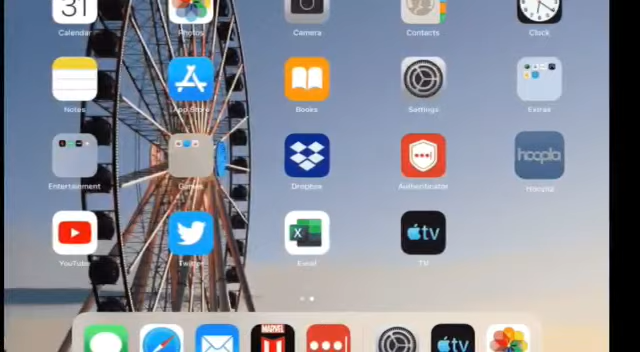 31
Calendar
Photos
Camera
Contacts
Clock
Notes
App Store
Books
Settings
Extras
hoopla
Entertainment
Games
Dropbox
Authenticator
Hoopla
X
tv
YouTube
Twitter
Excel
TV
MARVEL
tv